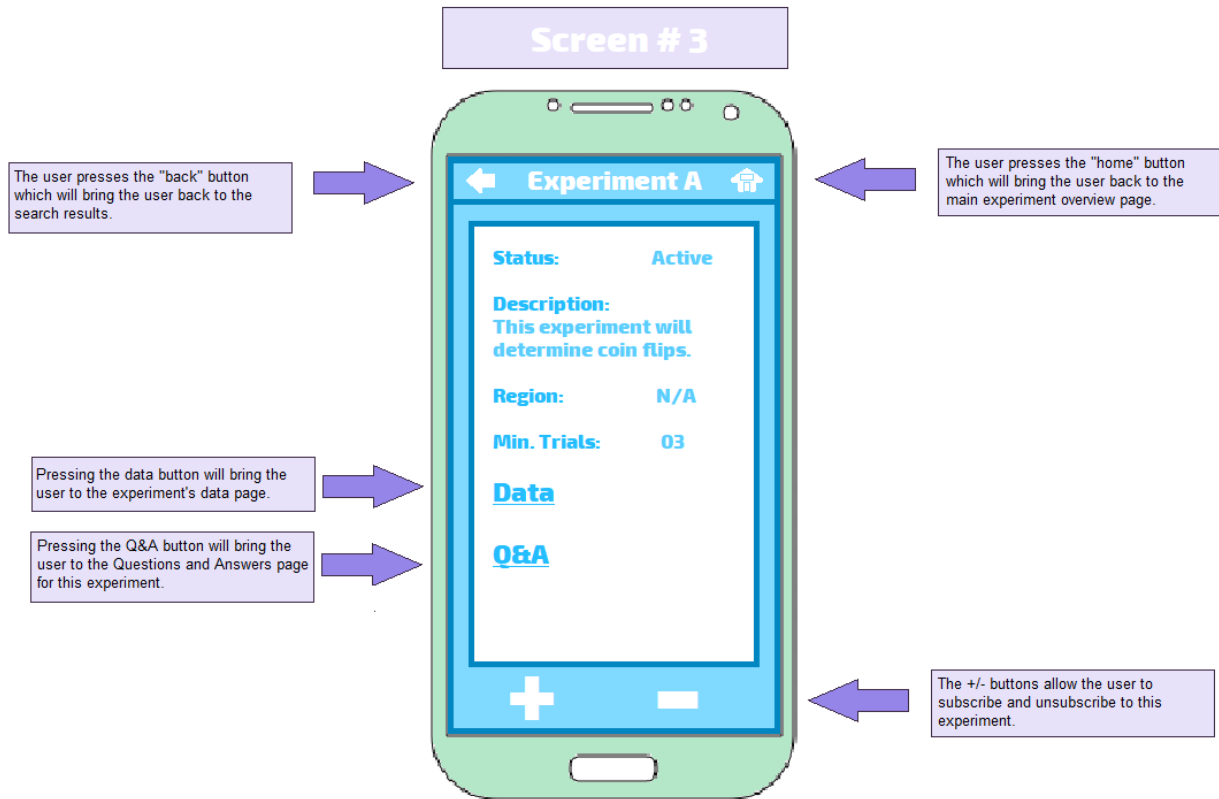 Screen # 3
The user presses the "back" button
which will bring the user back to the
search results.
The user presses the "home" button
which will bring the user back to the
main experiment overview page.
Experiment A
Status: Active
Description:
This experiment will
determine coin flips.
Region: N/A
Min. Trials: 03
Pressing the data button will bring the
user to the experiment's data page.
Data
Pressing the Q&A button will bring the
user to the Questions and Answers page
for this experiment.
Q&A
The +/- buttons allow the user to
subscribe and unsubscribe to this
experiment.